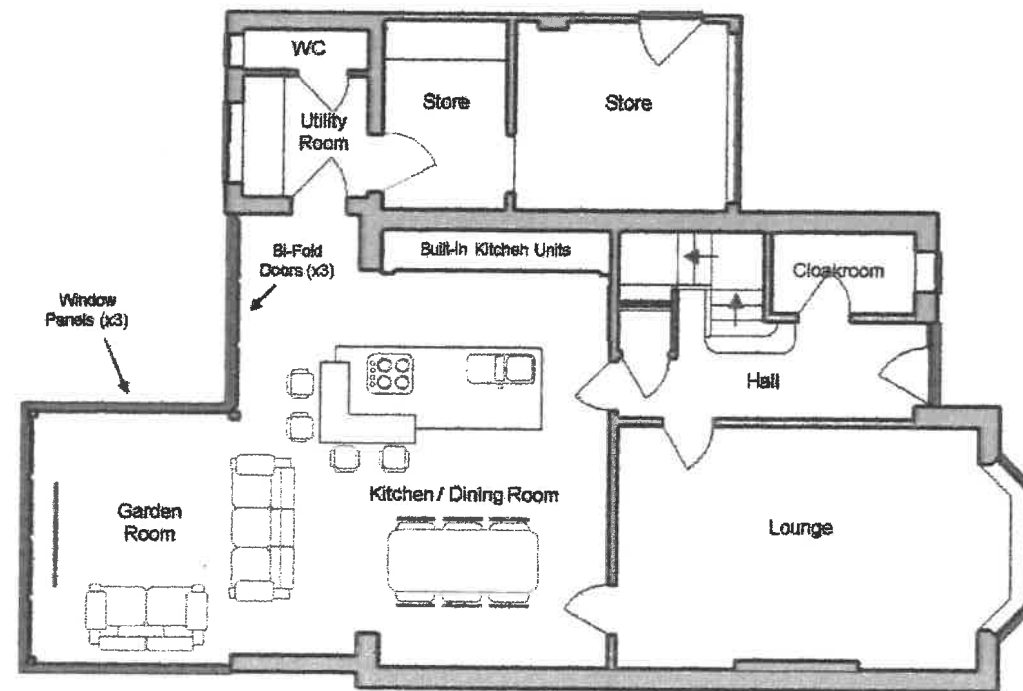 WC
Utility
Room
Store
Store
Bi-Fold
Doors (x3)
Built-In Kitchen Units
Cloakroom
Window
Panels (x3)
Hall
Garden
Room
Kitchen / Dining Room
Lounge